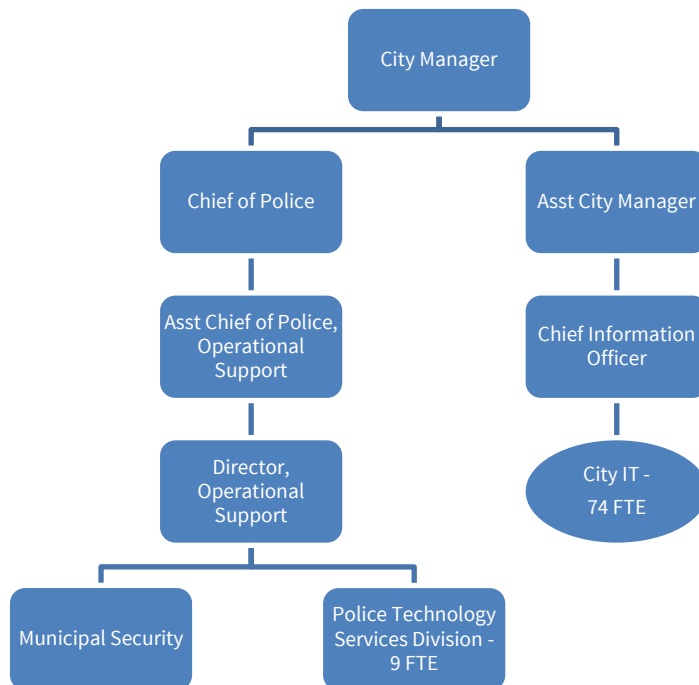 City Manager
Chief of Police
Asst City Manager
Asst Chief of Police,
Operational
Support
Chief Information
Officer
Director,
Operational
Support
City IT -
74 FTE
Municipal Security
Police Technology
Services Division -
9 FTE